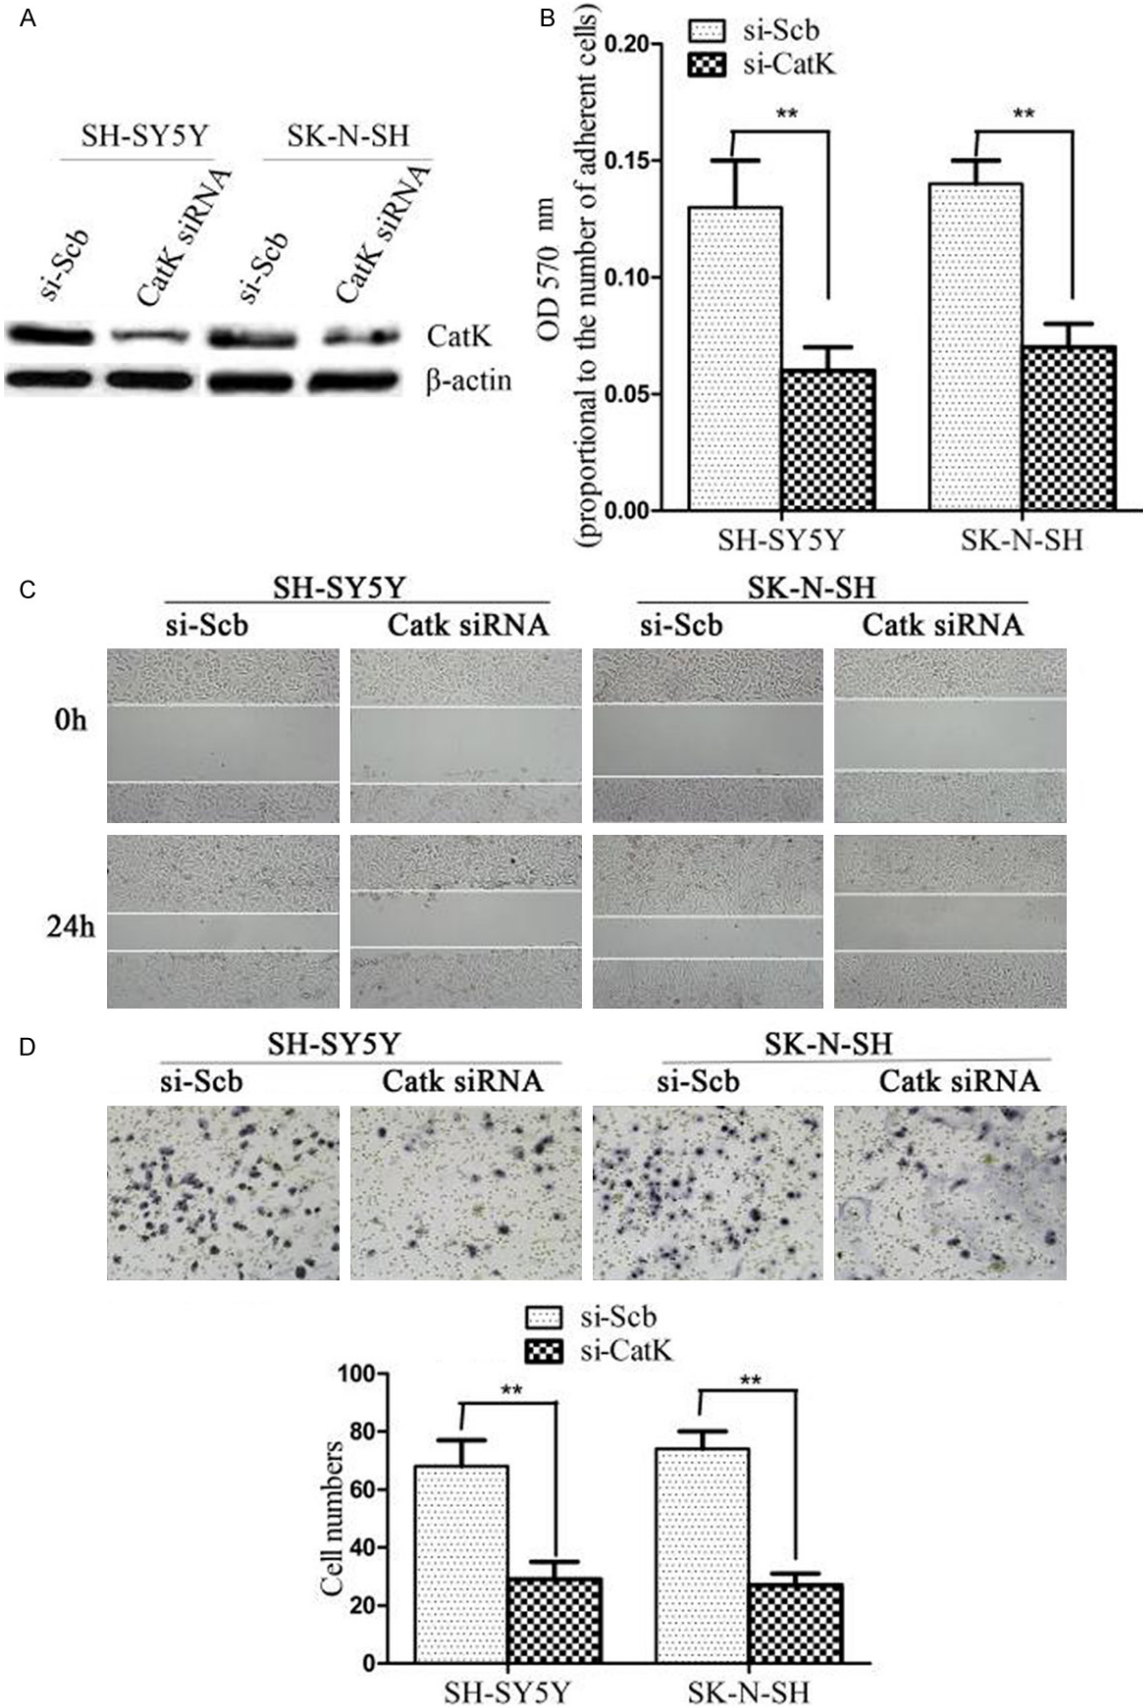 A
SH-SY5Y SK-N-SH
si-Scb CatK siRNA si-Scb CatK siRNA
CatK
β-actin
B
si-Scb
si-CatK
OD 570 nm
(proportional to the number of adherent cells)
0.20
0.15
0.10
0.05
0.00
** **
SH-SY5Y SK-N-SH
C
SH-SY5Y SK-N-SH
si-Scb Catk siRNA si-Scb Catk siRNA
0h
24h
D
SH-SY5Y SK-N-SH
si-Scb Catk siRNA si-Scb Catk siRNA
si-Scb
si-CatK
Cell numbers
100
80
60
40
20
0
** **
SH-SY5Y SK-N-SH